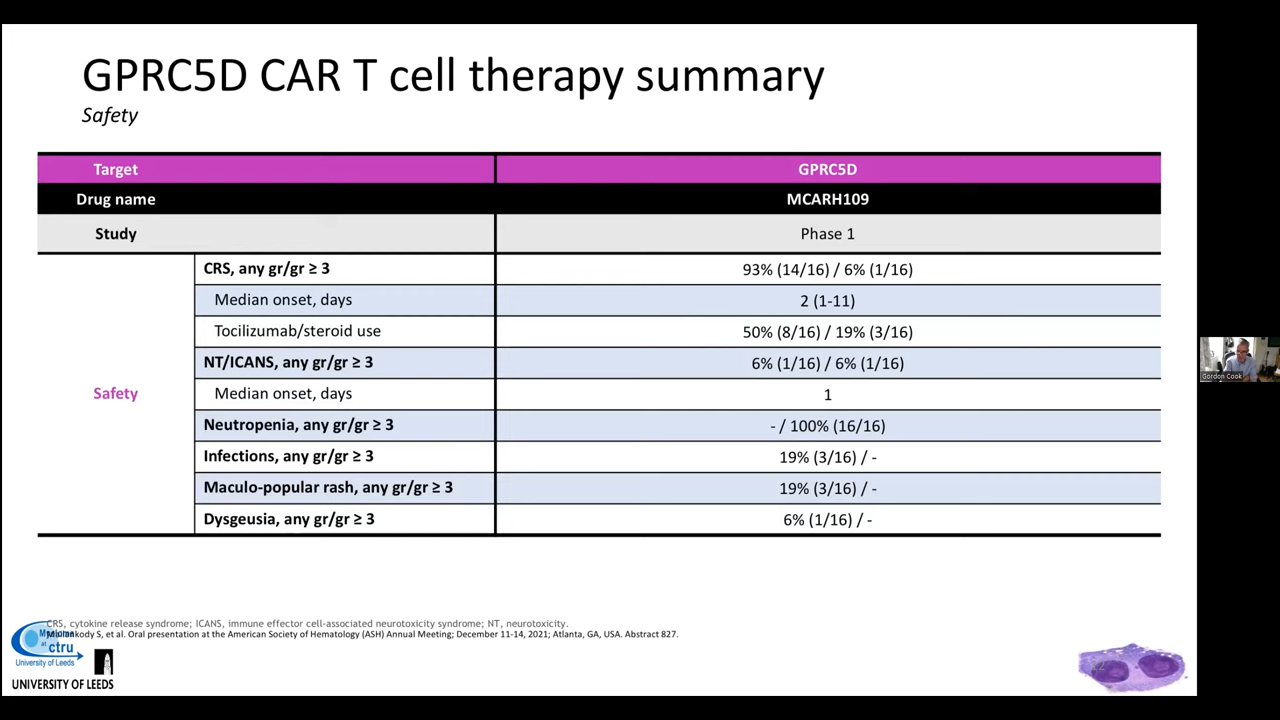 GPRC5D CAR T cell therapy summary
Safety
Target GPRC5D
Drug name MCARH109
Study Phase 1
Safety
CRS, any gr/gr ≥ 3 93% (14/16) / 6% (1/16)
Median onset, days 2 (1-11)
Tocilizumab/steroid use 50% (8/16) / 19% (3/16)
NT/ICANS, any gr/gr ≥ 3 6% (1/16) / 6% (1/16)
Median onset, days 1
Neutropenia, any gr/gr ≥ 3 - / 100% (16/16)
Infections, any gr/gr ≥ 3 19% (3/16) / -
Maculo-popular rash, any gr/gr ≥ 3 19% (3/16) / -
Dysgeusia, any gr/gr ≥ 3 6% (1/16) / -
CRS, cytokine release syndrome; ICANS, immune effector cell-associated neurotoxicity syndrome; NT, neurotoxicity.
S, et al. Oral presentation at the American Society of Hematology (ASH) Annual Meeting; December 11-14, 2021; Atlanta, GA, USA. Abstract 827.
ctru
University of Leeds
UNIVERSITY OF LEEDS
Gordon Cook